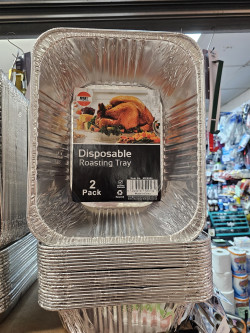 Disposable
Roasting Tray
2
Pack